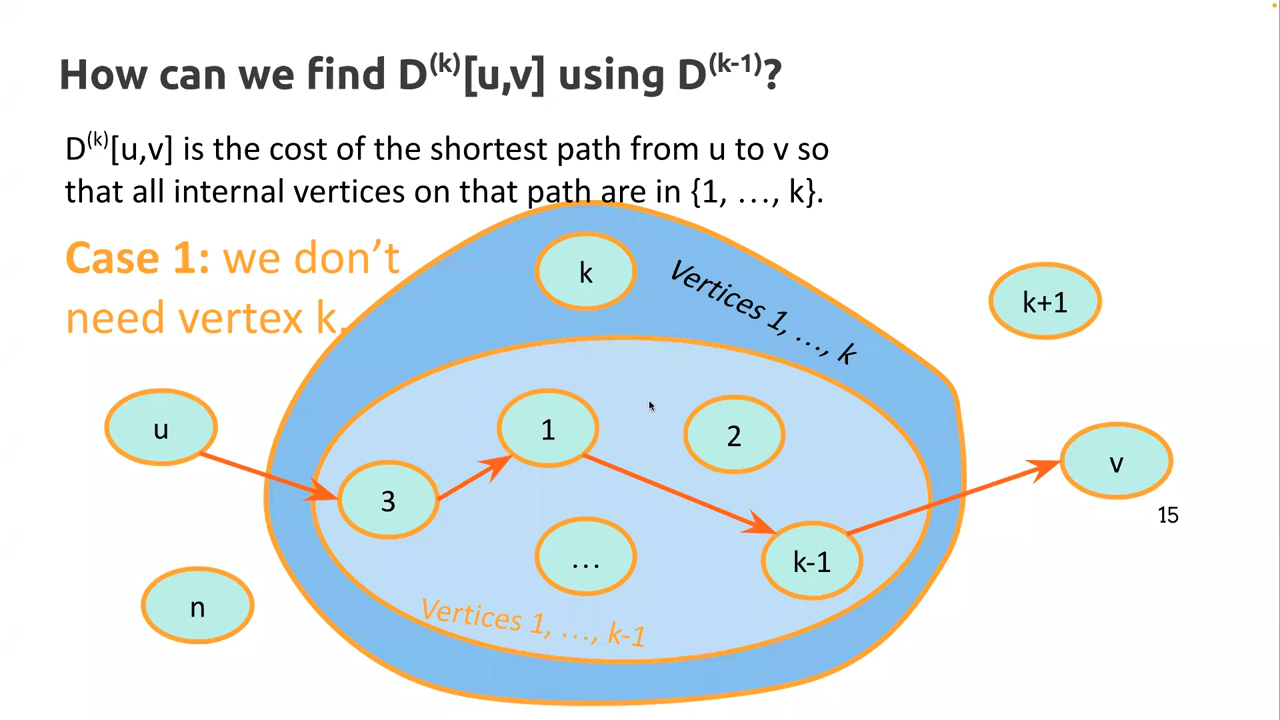 How can we find D^(k)[u,v] using D^(k-1)?
D^(k)[u,v] is the cost of the shortest path from u to v so
that all internal vertices on that path are in {1, …, k}.
Case 1: we don’t
need vertex k.
k
Vertices 1, …, k
k+1
u
1
2
v
3
15
k-1
…
n
Vertices 1, …, k-1